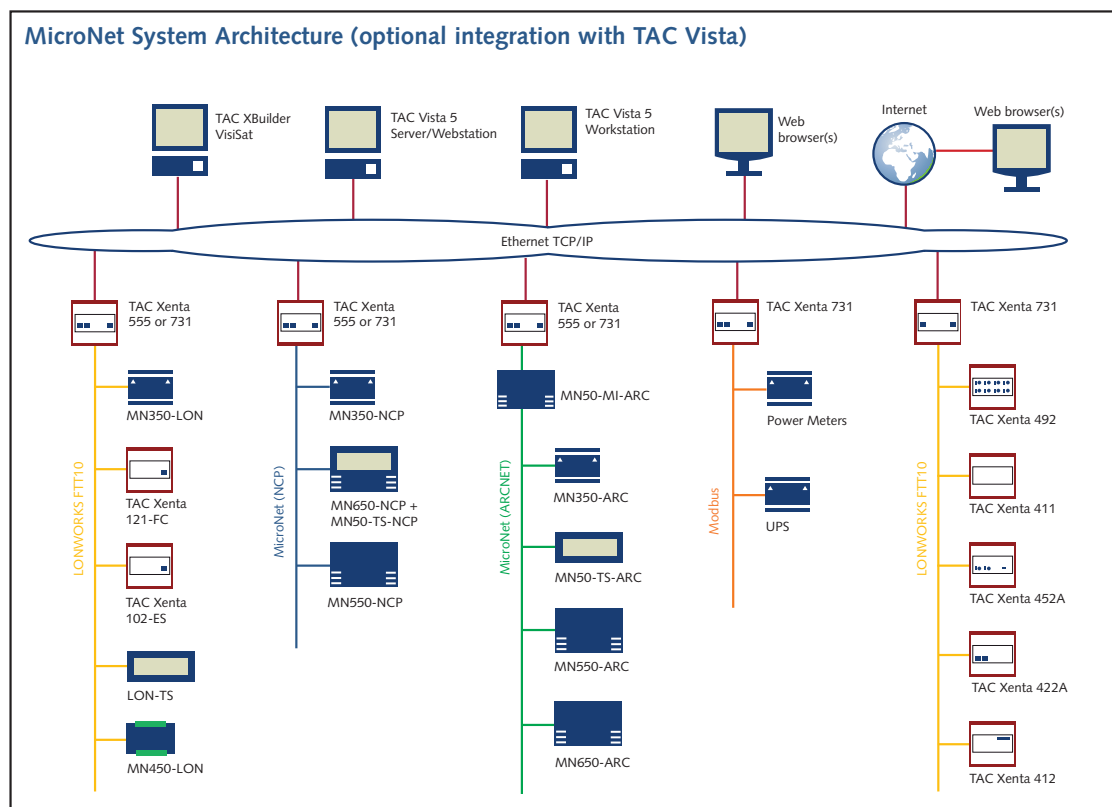 MicroNet System Architecture (optional integration with TAC Vista)
TAC XBuilder
VisiSat
TAC Vista 5
Server/Webstation
TAC Vista 5
Workstation
Web
browser(s)
Internet
Web browser(s)
Ethernet TCP/IP
TAC Xenta
555 or 731
TAC Xenta
555 or 731
TAC Xenta
555 or 731
TAC Xenta 731
TAC Xenta 731
LONWORKS FTT10
MN350-LON
TAC Xenta
121-FC
TAC Xenta
102-ES
LON-TS
MN450-LON
MicroNet (NCP)
MN350-NCP
MN650-NCP +
MN50-TS-NCP
MN550-NCP
MicroNet (ARCNET)
MN50-MI-ARC
MN350-ARC
MN50-TS-ARC
MN550-ARC
MN650-ARC
Modbus
Power Meters
UPS
LONWORKS FTT10
TAC Xenta
492
TAC Xenta
411
TAC Xenta
452A
TAC Xenta 422A
TAC Xenta 412